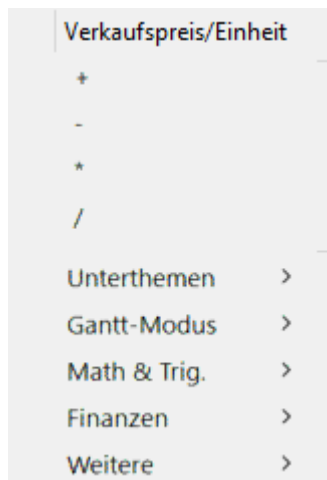 Verkaufspreis/Einheit
+
-
*
/
Unterthemen
Gantt-Modus
Math & Trig.
Finanzen
Weitere